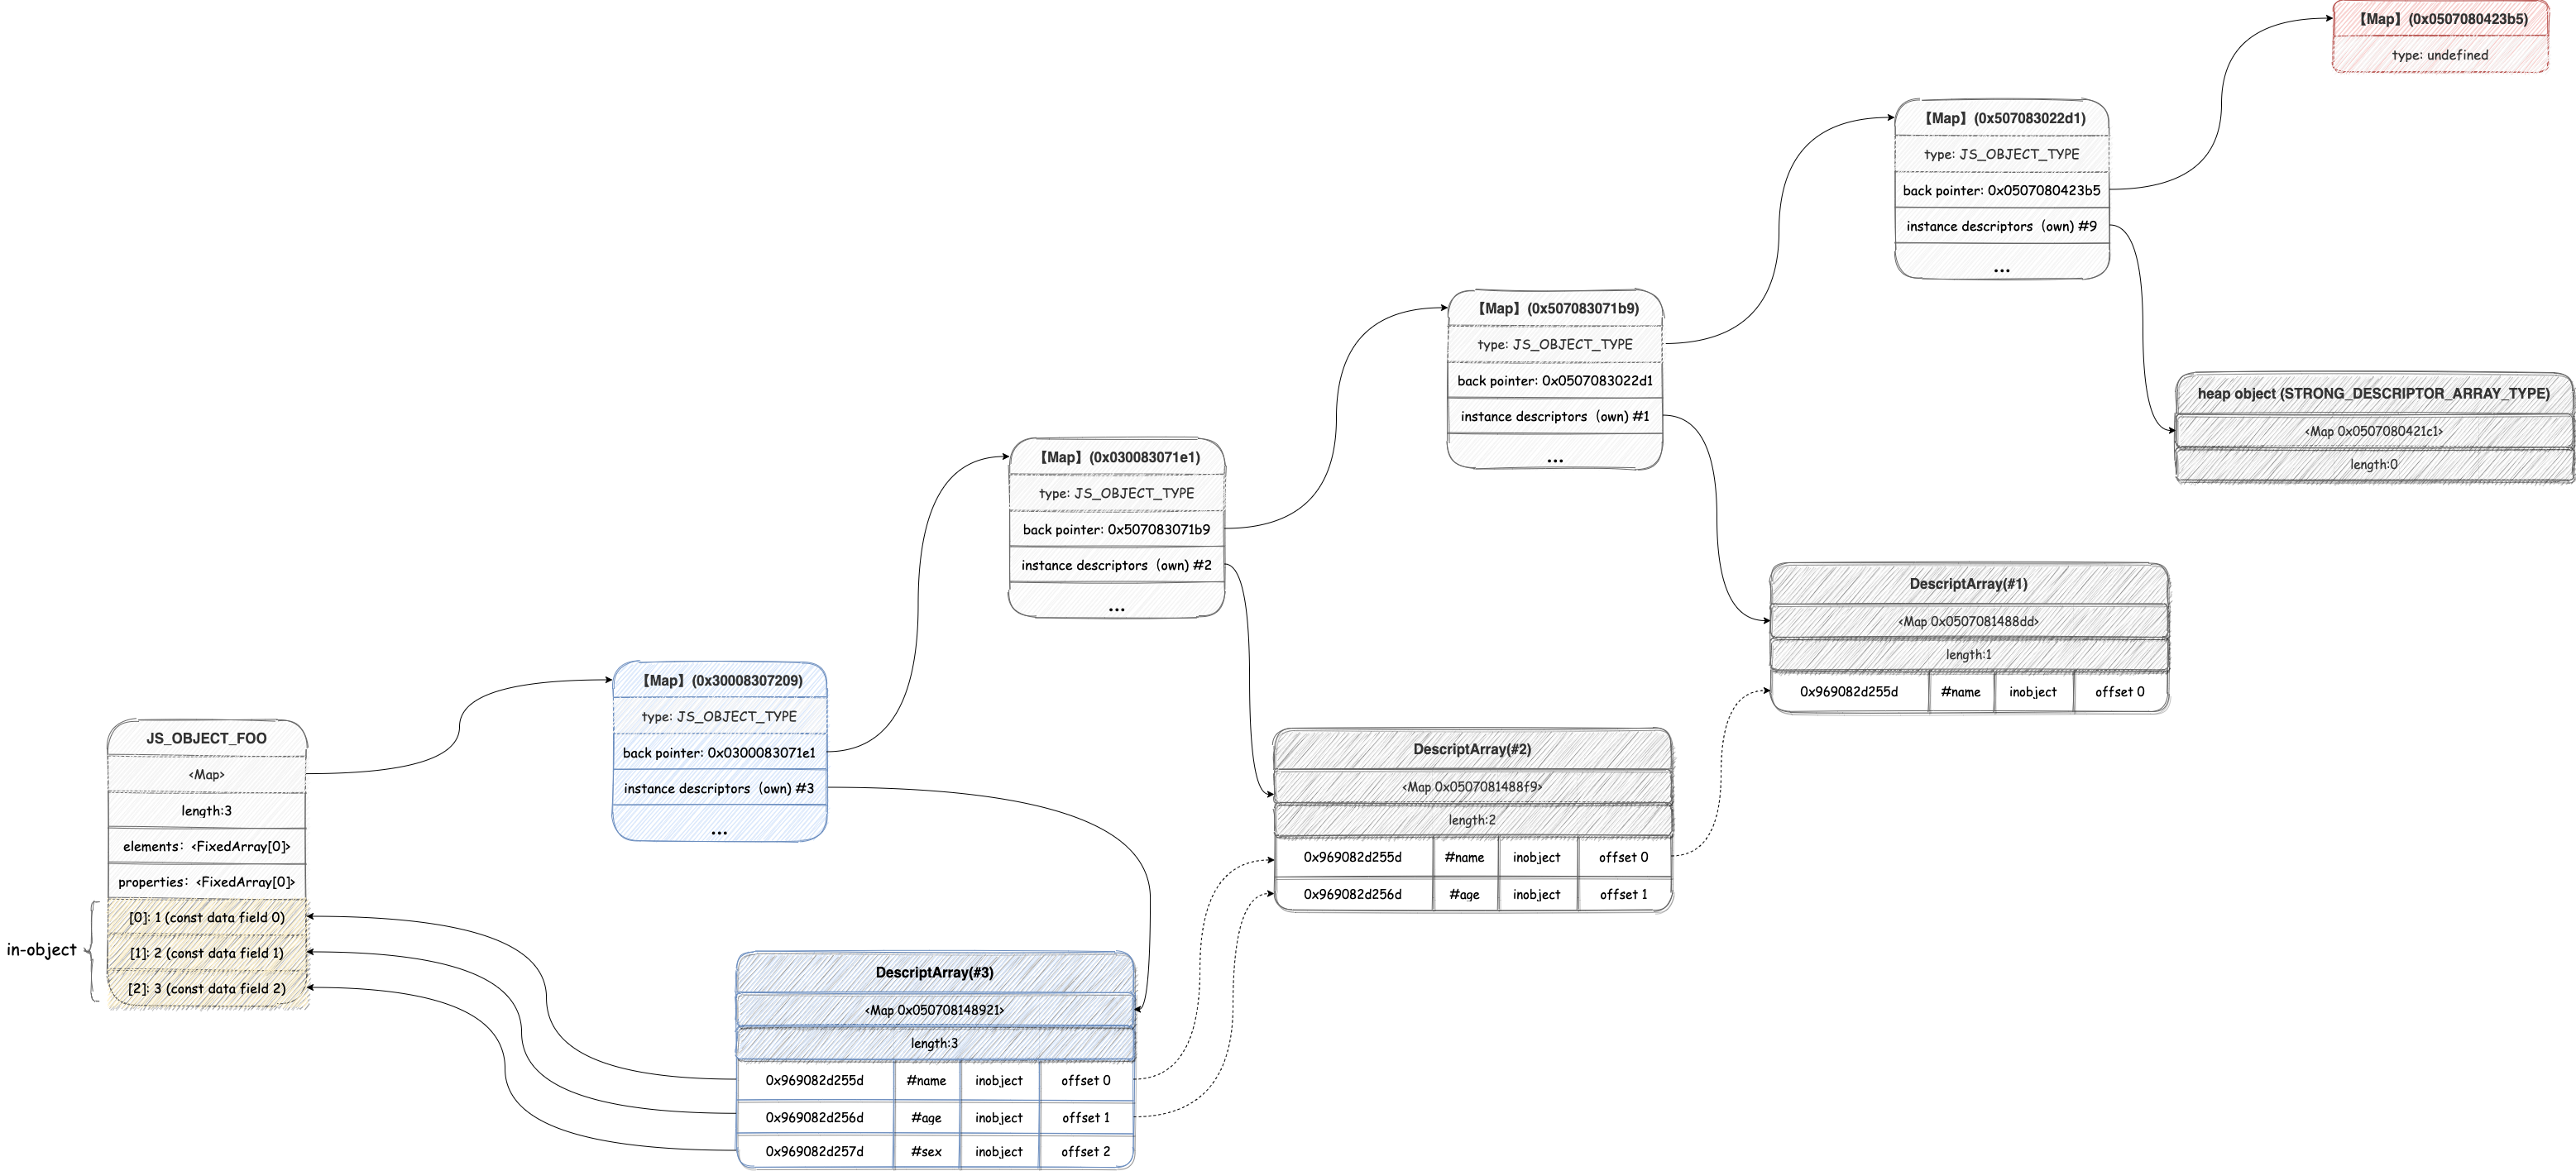 【Map】(0x0507080423b5)
type: undefined
【Map】(0x507083022d1)
type: JS_OBJECT_TYPE
back pointer: 0x0507080423b5
instance descriptors（own) #9
...
【Map】(0x507083071b9)
type: JS_OBJECT_TYPE
back pointer: 0x0507083022d1
instance descriptors（own) #1
...
heap object (STRONG_DESCRIPTOR_ARRAY_TYPE)
<Map 0x0507080421c1>
length:0
【Map】(0x030083071e1)
type: JS_OBJECT_TYPE
back pointer: 0x507083071b9
instance descriptors（own) #2
...
DescriptArray(#1)
<Map 0x0507081488dd>
length:1
0x969082d255d #name inobject offset 0
【Map】(0x30008307209)
type: JS_OBJECT_TYPE
back pointer: 0x0300083071e1
instance descriptors（own) #3
...
DescriptArray(#2)
<Map 0x0507081488f9>
length:2
0x969082d255d #name inobject offset 0
0x969082d256d #age inobject offset 1
JS_OBJECT_FOO
<Map>
length:3
elements: <FixedArray[0]>
properties: <FixedArray[0]>
[0]: 1 (const data field 0)
[1]: 2 (const data field 1)
[2]: 3 (const data field 2)
in-object
DescriptArray(#3)
<Map 0x050708148921>
length:3
0x969082d255d #name inobject offset 0
0x969082d256d #age inobject offset 1
0x969082d257d #sex inobject offset 2